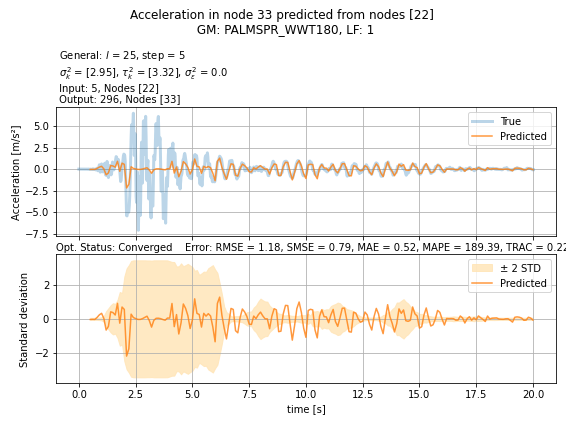 Acceleration in node 33 predicted from nodes [22]
GM: PALMSPR_WWT180, LF: 1
General: l = 25, step = 5
σ²ₖ = [2.95], τ²ₖ = [3.32], σ²ε = 0.0
Input: 5, Nodes [22]
Output: 296, Nodes [33]
Acceleration [m/s²]
5.0
2.5
0.0
−2.5
−5.0
−7.5
True
Predicted
Opt. Status: Converged    Error: RMSE = 1.18, SMSE = 0.79, MAE = 0.52, MAPE = 189.39, TRAC = 0.22
Standard deviation
2
0
−2
± 2 STD
Predicted
0.0 2.5 5.0 7.5 10.0 12.5 15.0 17.5 20.0
time [s]